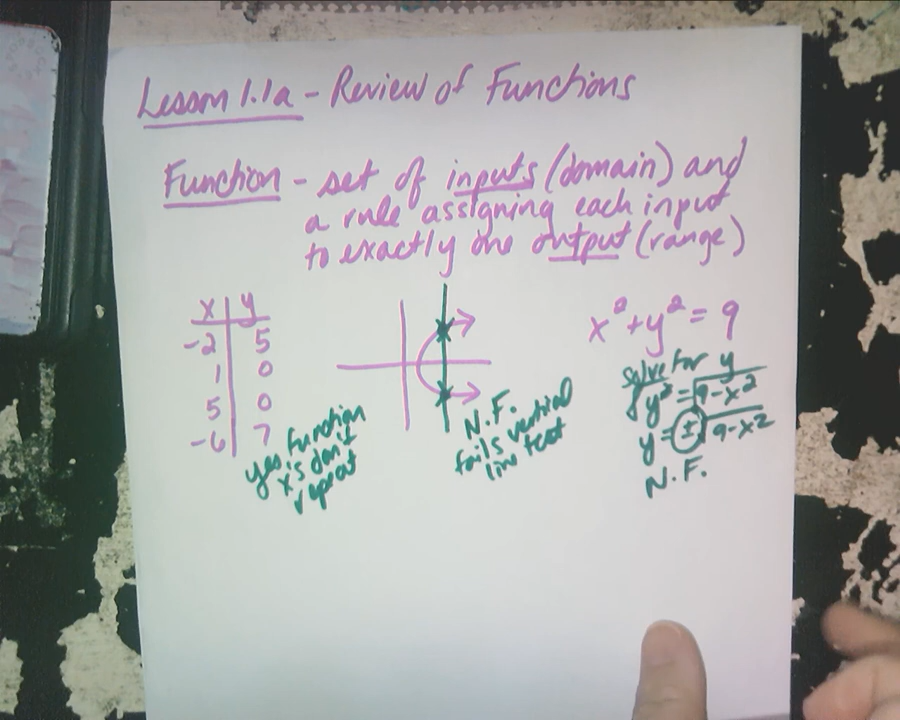 Lesson 1.1a - Review of Functions
Function - set of inputs (domain) and
a rule assigning each input
to exactly one output (range)
x y
-2 5
1 0
5 0
-6 7
yes, Function
x's don't
repeat
N.F.
fails vertical
line test
x² + y² = 9
solve for y
√y² = √9-x²
y = ±√9-x²
N.F.